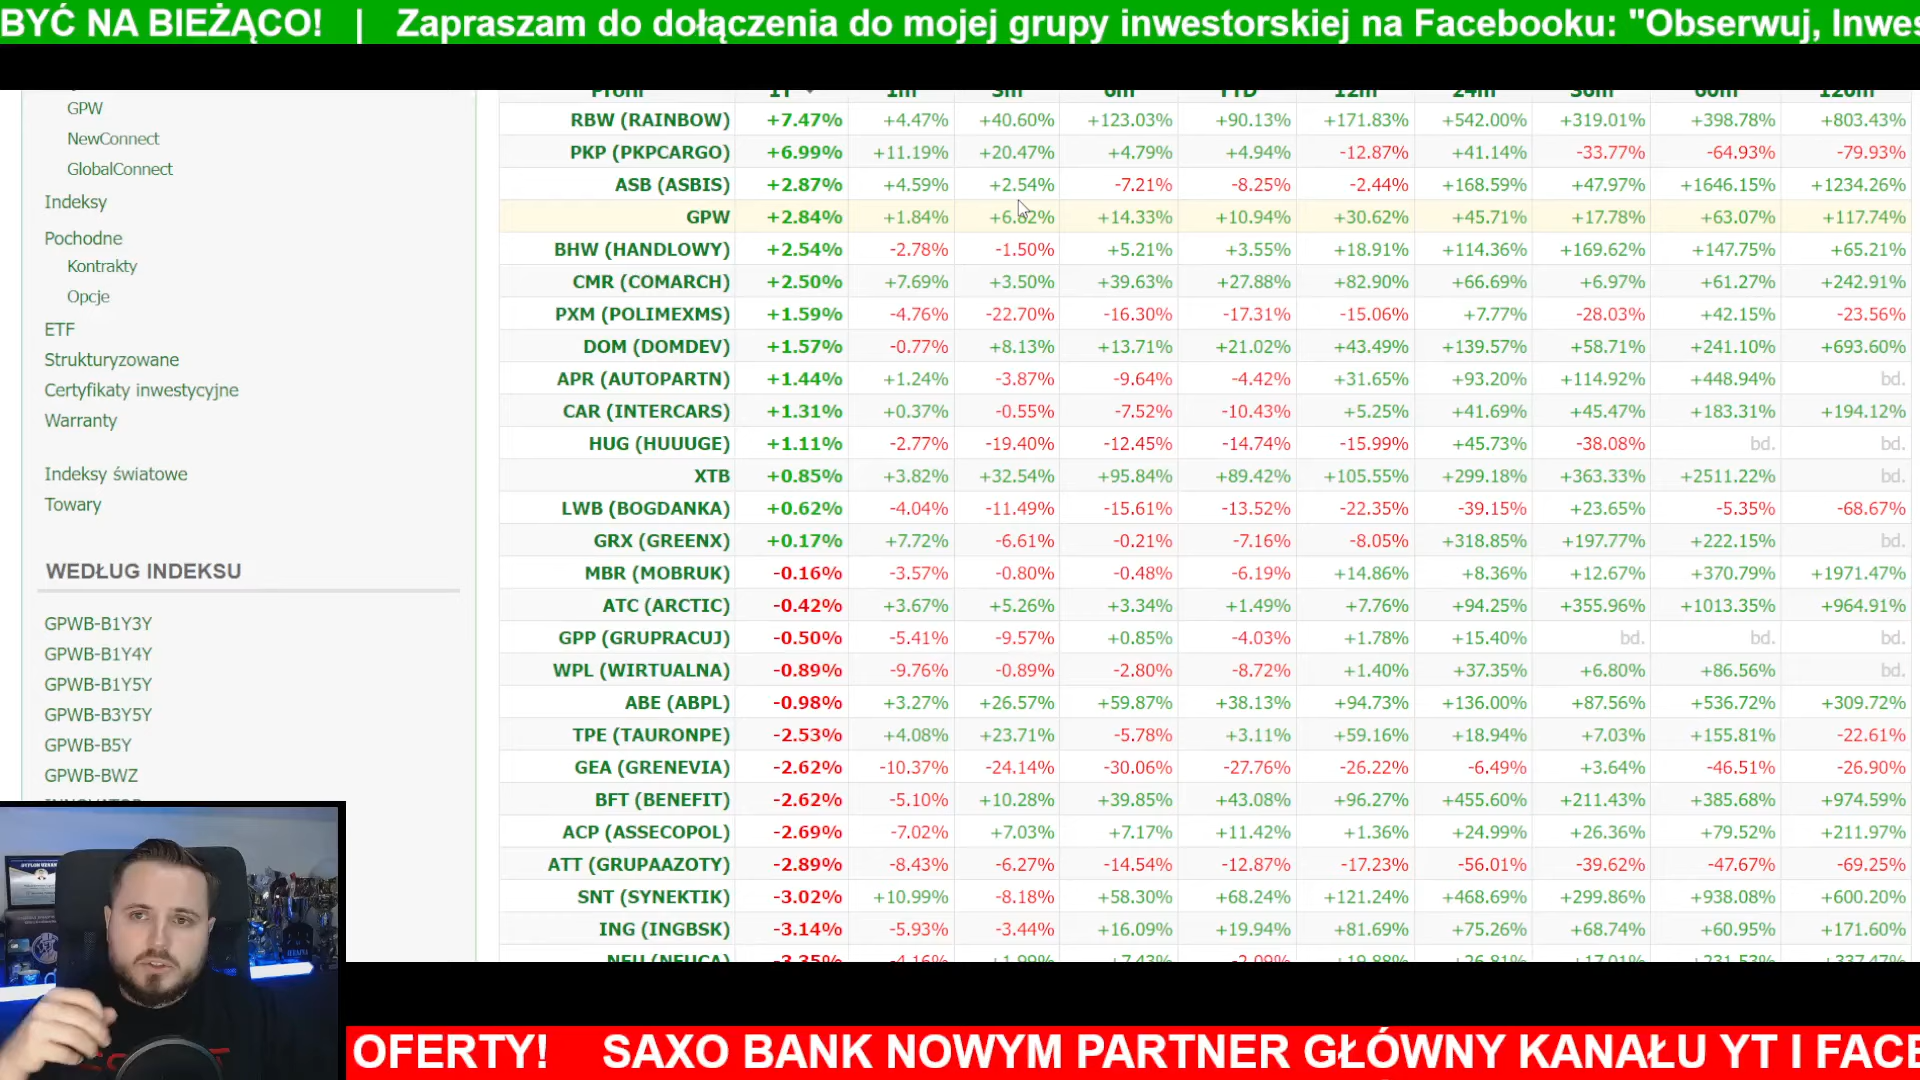 BYĆ NA BIEŻĄCO! | Zapraszam do dołączenia do mojej grupy inwestorskiej na Facebooku: "Obserwuj, Inwes
GPW
NewConnect
GlobalConnect
Indeksy
Pochodne
Kontrakty
Opcje
ETF
Strukturyzowane
Certyfikaty inwestycyjne
Warranty
Indeksy światowe
Towary
WEDŁUG INDEKSU
GPWB-B1Y3Y
GPWB-B1Y4Y
GPWB-B1Y5Y
GPWB-B3Y5Y
GPWB-B5Y
GPWB-BWZ
Profil 1T 1m 3m 6m YTD 12m 24m 36m 60m 120m
RBW (RAINBOW) +7.47% +4.47% +40.60% +123.03% +90.13% +171.83% +542.00% +319.01% +398.78% +803.43%
PKP (PKPCARGO) +6.99% +11.19% +20.47% +4.79% +4.94% -12.87% +41.14% -33.77% -64.93% -79.93%
ASB (ASBIS) +2.87% +4.59% +2.54% -7.21% -8.25% -2.44% +168.59% +47.97% +1646.15% +1234.26%
GPW +2.84% +1.84% +14.33% +10.94% +30.62% +45.71% +17.78% +63.07% +117.74%
BHW (HANDLOWY) +2.54% -2.78% -1.50% +5.21% +3.55% +18.91% +114.36% +169.62% +147.75% +65.21%
CMR (COMARCH) +2.50% +7.69% +3.50% +39.63% +27.88% +82.90% +66.69% +6.97% +61.27% +242.91%
PXM (POLIMEXMS) +1.59% -4.76% -22.70% -16.30% -17.31% -15.06% +7.77% -28.03% +42.15% -23.56%
DOM (DOMDEV) +1.57% -0.77% +8.13% +13.71% +21.02% +43.49% +139.57% +58.71% +241.10% +693.60%
APR (AUTOPARTN) +1.44% +1.24% -3.87% -9.64% -4.42% +31.65% +93.20% +114.92% +448.94% bd.
CAR (INTERCARS) +1.31% +0.37% -0.55% -7.52% -10.43% +5.25% +41.69% +45.47% +183.31% +194.12%
HUG (HUUUGE) +1.11% -2.77% -19.40% -12.45% -14.74% -15.99% +45.73% -38.08% bd. bd.
XTB +0.85% +3.82% +32.54% +95.84% +89.42% +105.55% +299.18% +363.33% +2511.22% bd.
LWB (BOGDANKA) +0.62% -4.04% -11.49% -15.61% -13.52% -22.35% -39.15% +23.65% -5.35% -68.67%
GRX (GREENX) +0.17% +7.72% -6.61% -0.21% -7.16% -8.05% +318.85% +197.77% +222.15% bd.
MBR (MOBRUK) -0.16% -3.57% -0.80% -0.48% -6.19% +14.86% +8.36% +12.67% +370.79% +1971.47%
ATC (ARCTIC) -0.42% +3.67% +5.26% +3.34% +1.49% +7.76% +94.25% +355.96% +1013.35% +964.91%
GPP (GRUPRACUJ) -0.50% -5.41% -9.57% +0.85% -4.03% +1.78% +15.40% bd. bd. bd.
WPL (WIRTUALNA) -0.89% -9.76% -0.89% -2.80% -8.72% +1.40% +37.35% +6.80% +86.56% bd.
ABE (ABPL) -0.98% +3.27% +26.57% +59.87% +38.13% +94.73% +136.00% +87.56% +536.72% +309.72%
TPE (TAURONPE) -2.53% +4.08% +23.71% -5.78% +3.11% +59.16% +18.94% +7.03% +155.81% -22.61%
GEA (GRENEVIA) -2.62% -10.37% -24.14% -30.06% -27.76% -26.22% -6.49% +3.64% -46.51% -26.90%
BFT (BENEFIT) -2.62% -5.10% +10.28% +39.85% +43.08% +96.27% +455.60% +211.43% +385.68% +974.59%
ACP (ASSECOPOL) -2.69% -7.02% +7.03% +7.17% +11.42% +1.36% +24.99% +26.36% +79.52% +211.97%
ATT (GRUPAAZOTY) -2.89% -8.43% -6.27% -14.54% -12.87% -17.23% -56.01% -39.62% -47.67% -69.25%
SNT (SYNEKTIK) -3.02% +10.99% -8.18% +58.30% +68.24% +121.24% +468.69% +299.86% +938.08% +600.20%
ING (INGBSK) -3.14% -5.93% -3.44% +16.09% +19.94% +81.69% +75.26% +68.74% +60.95% +171.60%
NEU (NEUCA) -3.35%
OFERTY! SAXO BANK NOWYM PARTNER GŁÓWNY KANAŁU YT I FACE